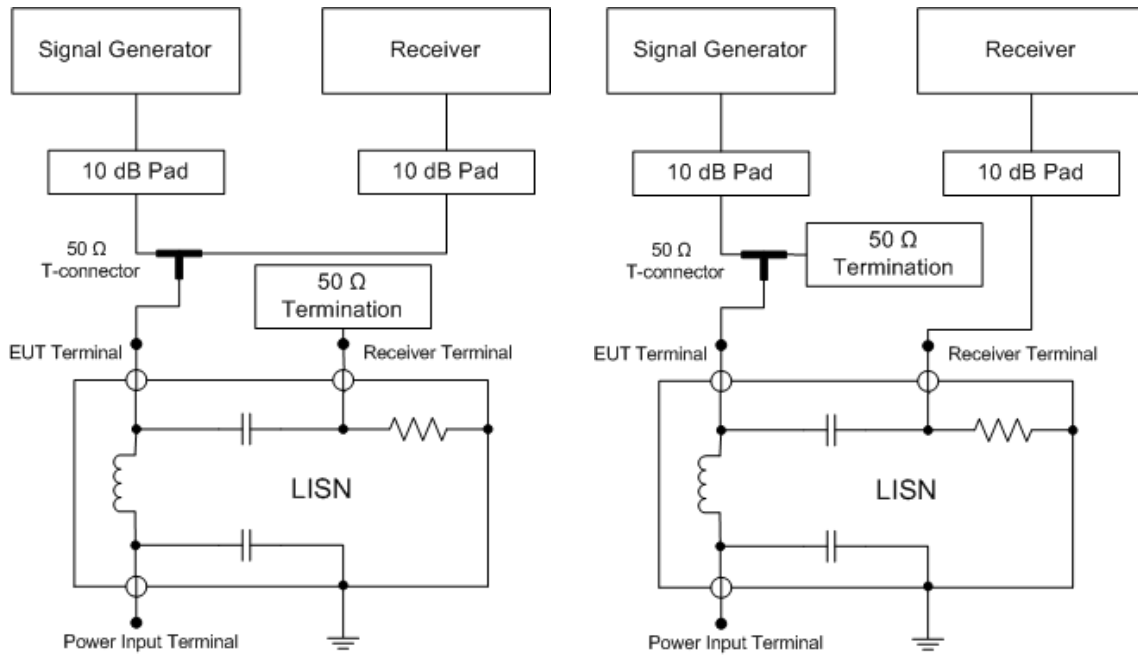 Signal Generator
Receiver
10 dB Pad
10 dB Pad
50 Ω
T-connector
50 Ω
Termination
EUT Terminal
Receiver Terminal
LISN
Power Input Terminal
Signal Generator
Receiver
10 dB Pad
10 dB Pad
50 Ω
T-connector
50 Ω
Termination
EUT Terminal
Receiver Terminal
LISN
Power Input Terminal